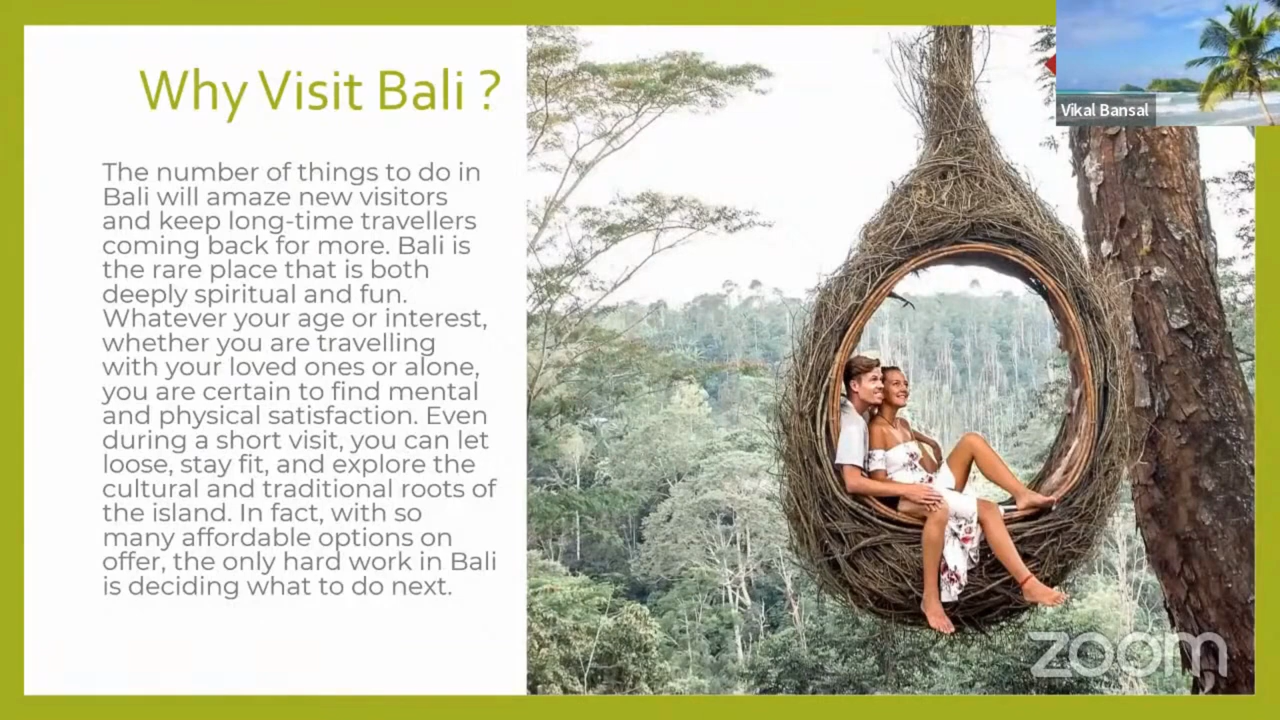 Why Visit Bali ?
The number of things to do in
Bali will amaze new visitors
and keep long-time travellers
coming back for more. Bali is
the rare place that is both
deeply spiritual and fun.
Whatever your age or interest,
whether you are travelling
with your loved ones or alone,
you are certain to find mental
and physical satisfaction. Even
during a short visit, you can let
loose, stay fit, and explore the
cultural and traditional roots of
the island. In fact, with so
many affordable options on
offer, the only hard work in Bali
is deciding what to do next.
Vikal Bansal
zoom